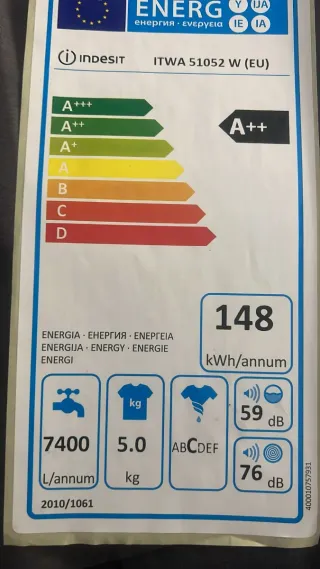 ENERG
енергия · ενεργεια
Y IJA
IE IA
indesit
ITWA 51052 W (EU)
A+++
A++
A+
A
B
C
D
A++
148
kWh/annum
ENERGIA · ЕНЕРГИЯ · ΕΝΕΡΓΕΙΑ
ENERGIJA · ENERGY · ENERGIE
ENERGI
7400
L/annum
kg
5.0
kg
ABCDEF
59 dB
76 dB
2010/1061
400010757931